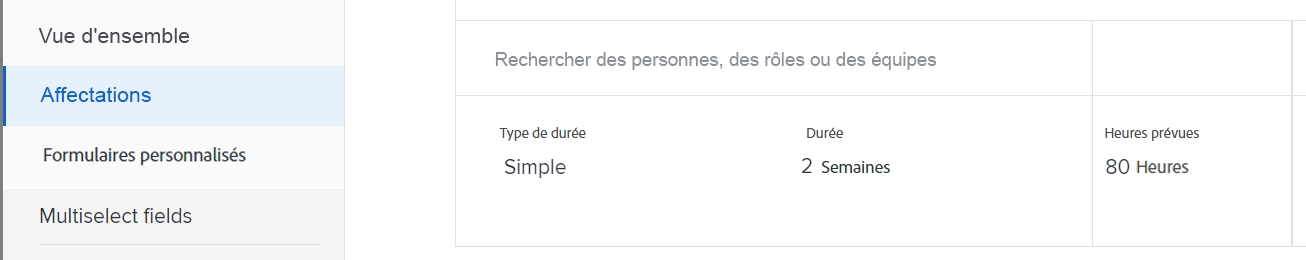 Vue d'ensemble
Affectations
Formulaires personnalisés
Multiselect fields
Rechercher des personnes, des rôles ou des équipes
Type de durée
Durée
Heures prévues
Simple
2 Semaines
80 Heures